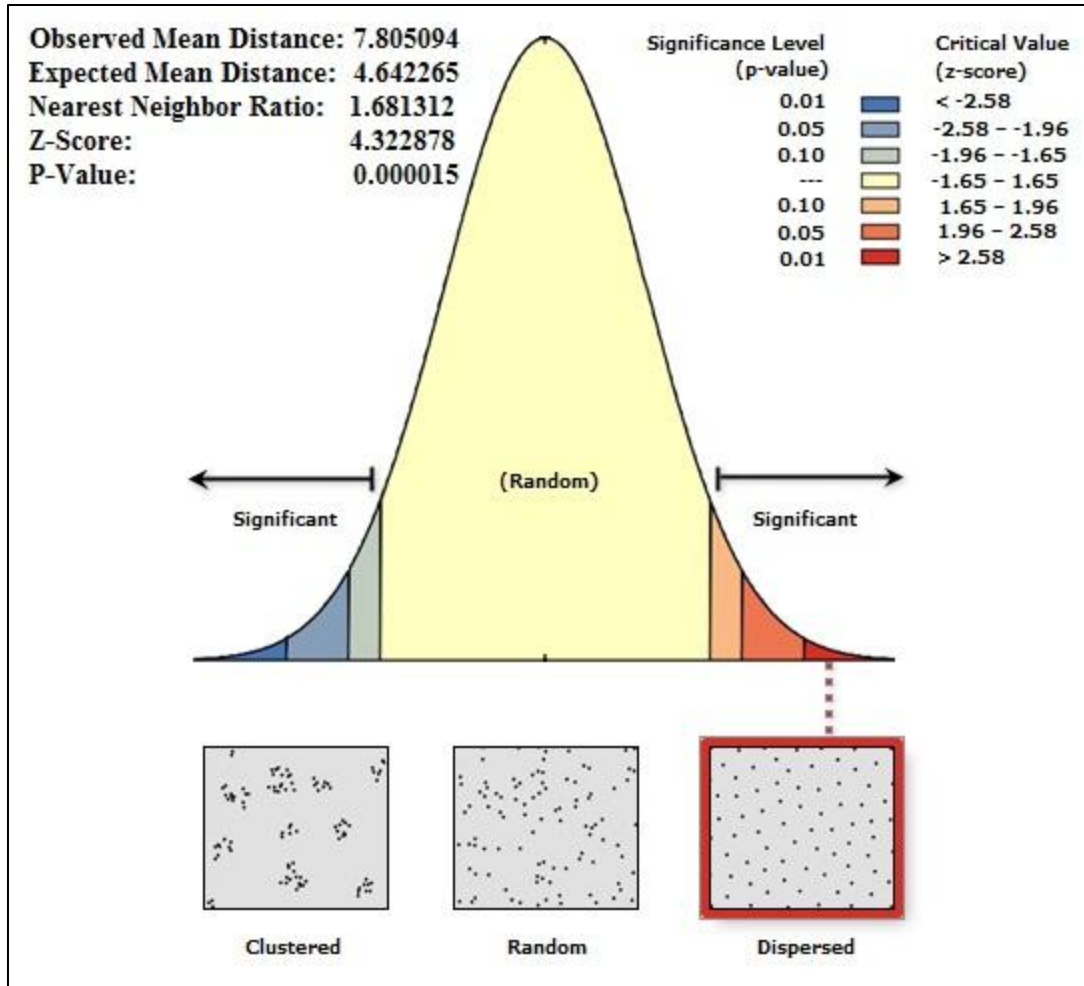 Observed Mean Distance: 7.805094
Expected Mean Distance: 4.642265
Nearest Neighbor Ratio: 1.681312
Z-Score: 4.322878
P-Value: 0.000015
Significance Level (p-value)
Critical Value (z-score)
0.01 < -2.58
0.05 -2.58 – -1.96
0.10 -1.96 – -1.65
--- -1.65 – 1.65
0.10 1.65 – 1.96
0.05 1.96 – 2.58
0.01 > 2.58
(Random)
Significant Significant
Clustered Random Dispersed